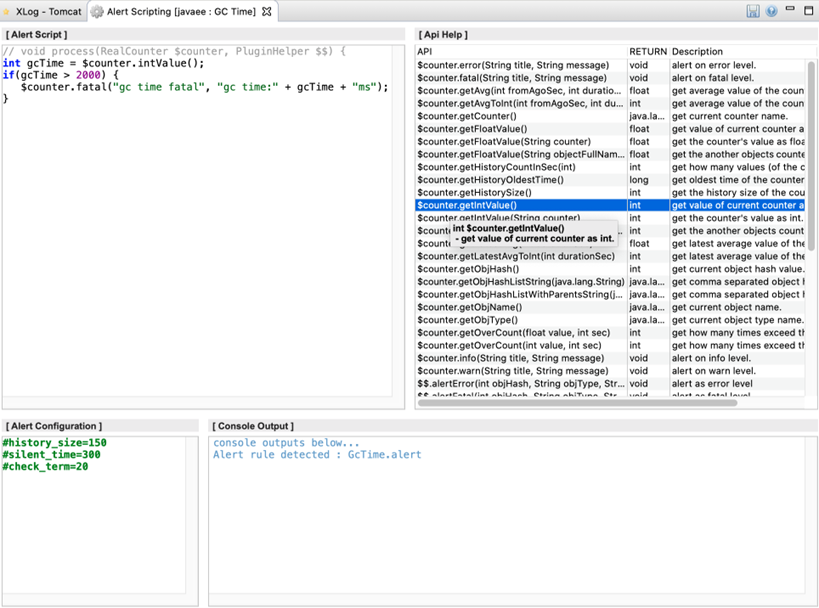 XLog - Tomcat
Alert Scripting [javaee : GC Time]
[ Alert Script ]
// void process(RealCounter $counter, PluginHelper $$) {
int gcTime = $counter.intValue();
if(gcTime > 2000) {
$counter.fatal("gc time fatal", "gc time:" + gcTime + "ms");
}
[ Api Help ]
API RETURN Description
$counter.error(String title, String message) void alert on error level.
$counter.fatal(String title, String message) void alert on fatal level.
$counter.getAvg(int fromAgoSec, int duratio... float get average value of the coun
$counter.getAvgToInt(int fromAgoSec, int du... int get average value of the coun
$counter.getCounter() java.la... get current counter name.
$counter.getFloatValue() float get value of current counter a
$counter.getFloatValue(String counter) float get the counter's value as floa
$counter.getFloatValue(String objectFullNam... float get the another objects counte
$counter.getHistoryCountInSec(int) int get how many values (of the c
$counter.getHistoryOldestTime() long get oldest time of the counter
$counter.getHistorySize() int get the history size of the cou
$counter.getIntValue() int get value of current counter a
$counter.getIntValue(String counter) int get the counter's value as int.
int $counter.getIntValue()
- get value of current counter as int.
int get the another objects counte
float get latest average value of the
$counter.getLatestAvgToInt(int durationSec) int get latest average value of the
$counter.getObjHash() int get current object hash value.
$counter.getObjHashListString(java.lang.String) java.la... get comma separated object h
$counter.getObjHashListWithParentsString(j... java.la... get comma separated object h
$counter.getObjName() java.la... get current object name.
$counter.getObjType() java.la... get current object type name.
$counter.getOverCount(float value, int sec) int get how many times exceed th
$counter.getOverCount(int value, int sec) int get how many times exceed th
$counter.info(String title, String message) void alert on info level.
$counter.warn(String title, String message) void alert on warn level.
$$.alertError(int objHash, String objType, Str... void alert as error level
$$.alertFatal(int objHash, String objType, Str... void alert as fatal level
[ Alert Configuration ]
#history_size=150
#silent_time=300
#check_term=20
[ Console Output ]
console outputs below...
Alert rule detected : GcTime.alert